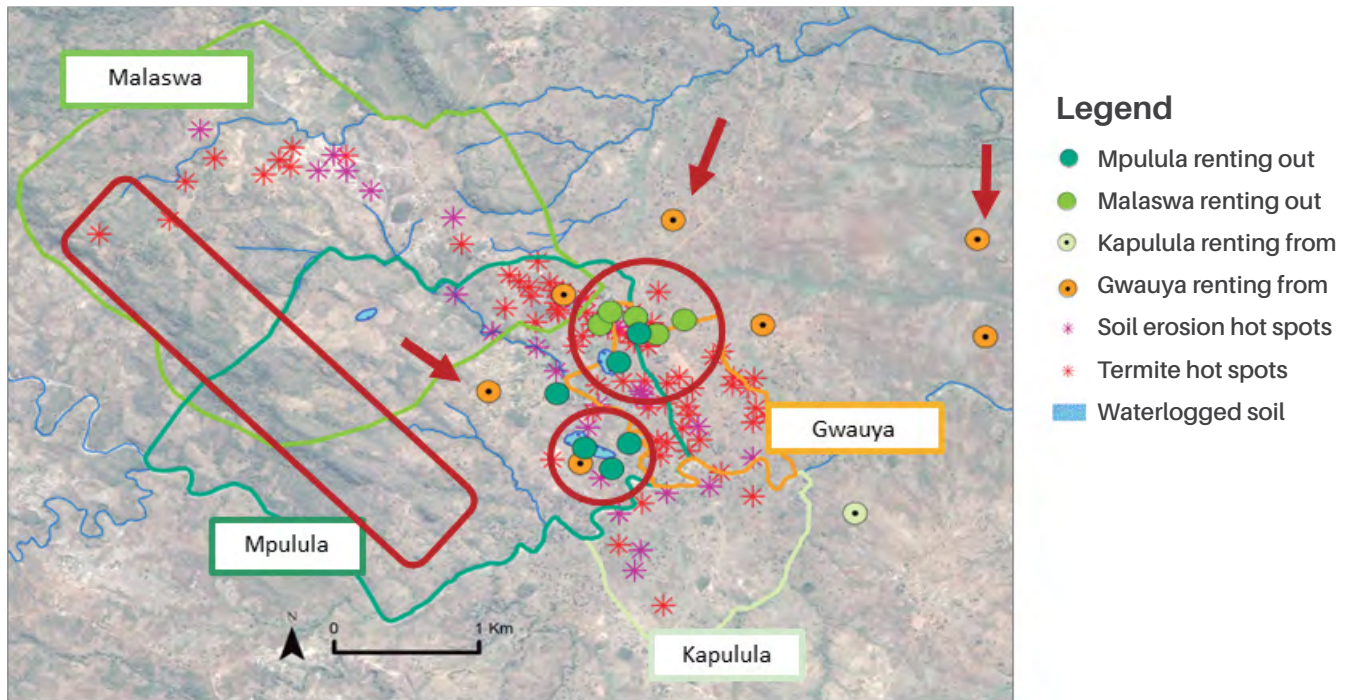 Malaswa
Mpulula
Gwauya
Kapulula
N
0 1 Km
Legend
Mpulula renting out
Malaswa renting out
Kapulula renting from
Gwauya renting from
Soil erosion hot spots
Termite hot spots
Waterlogged soil